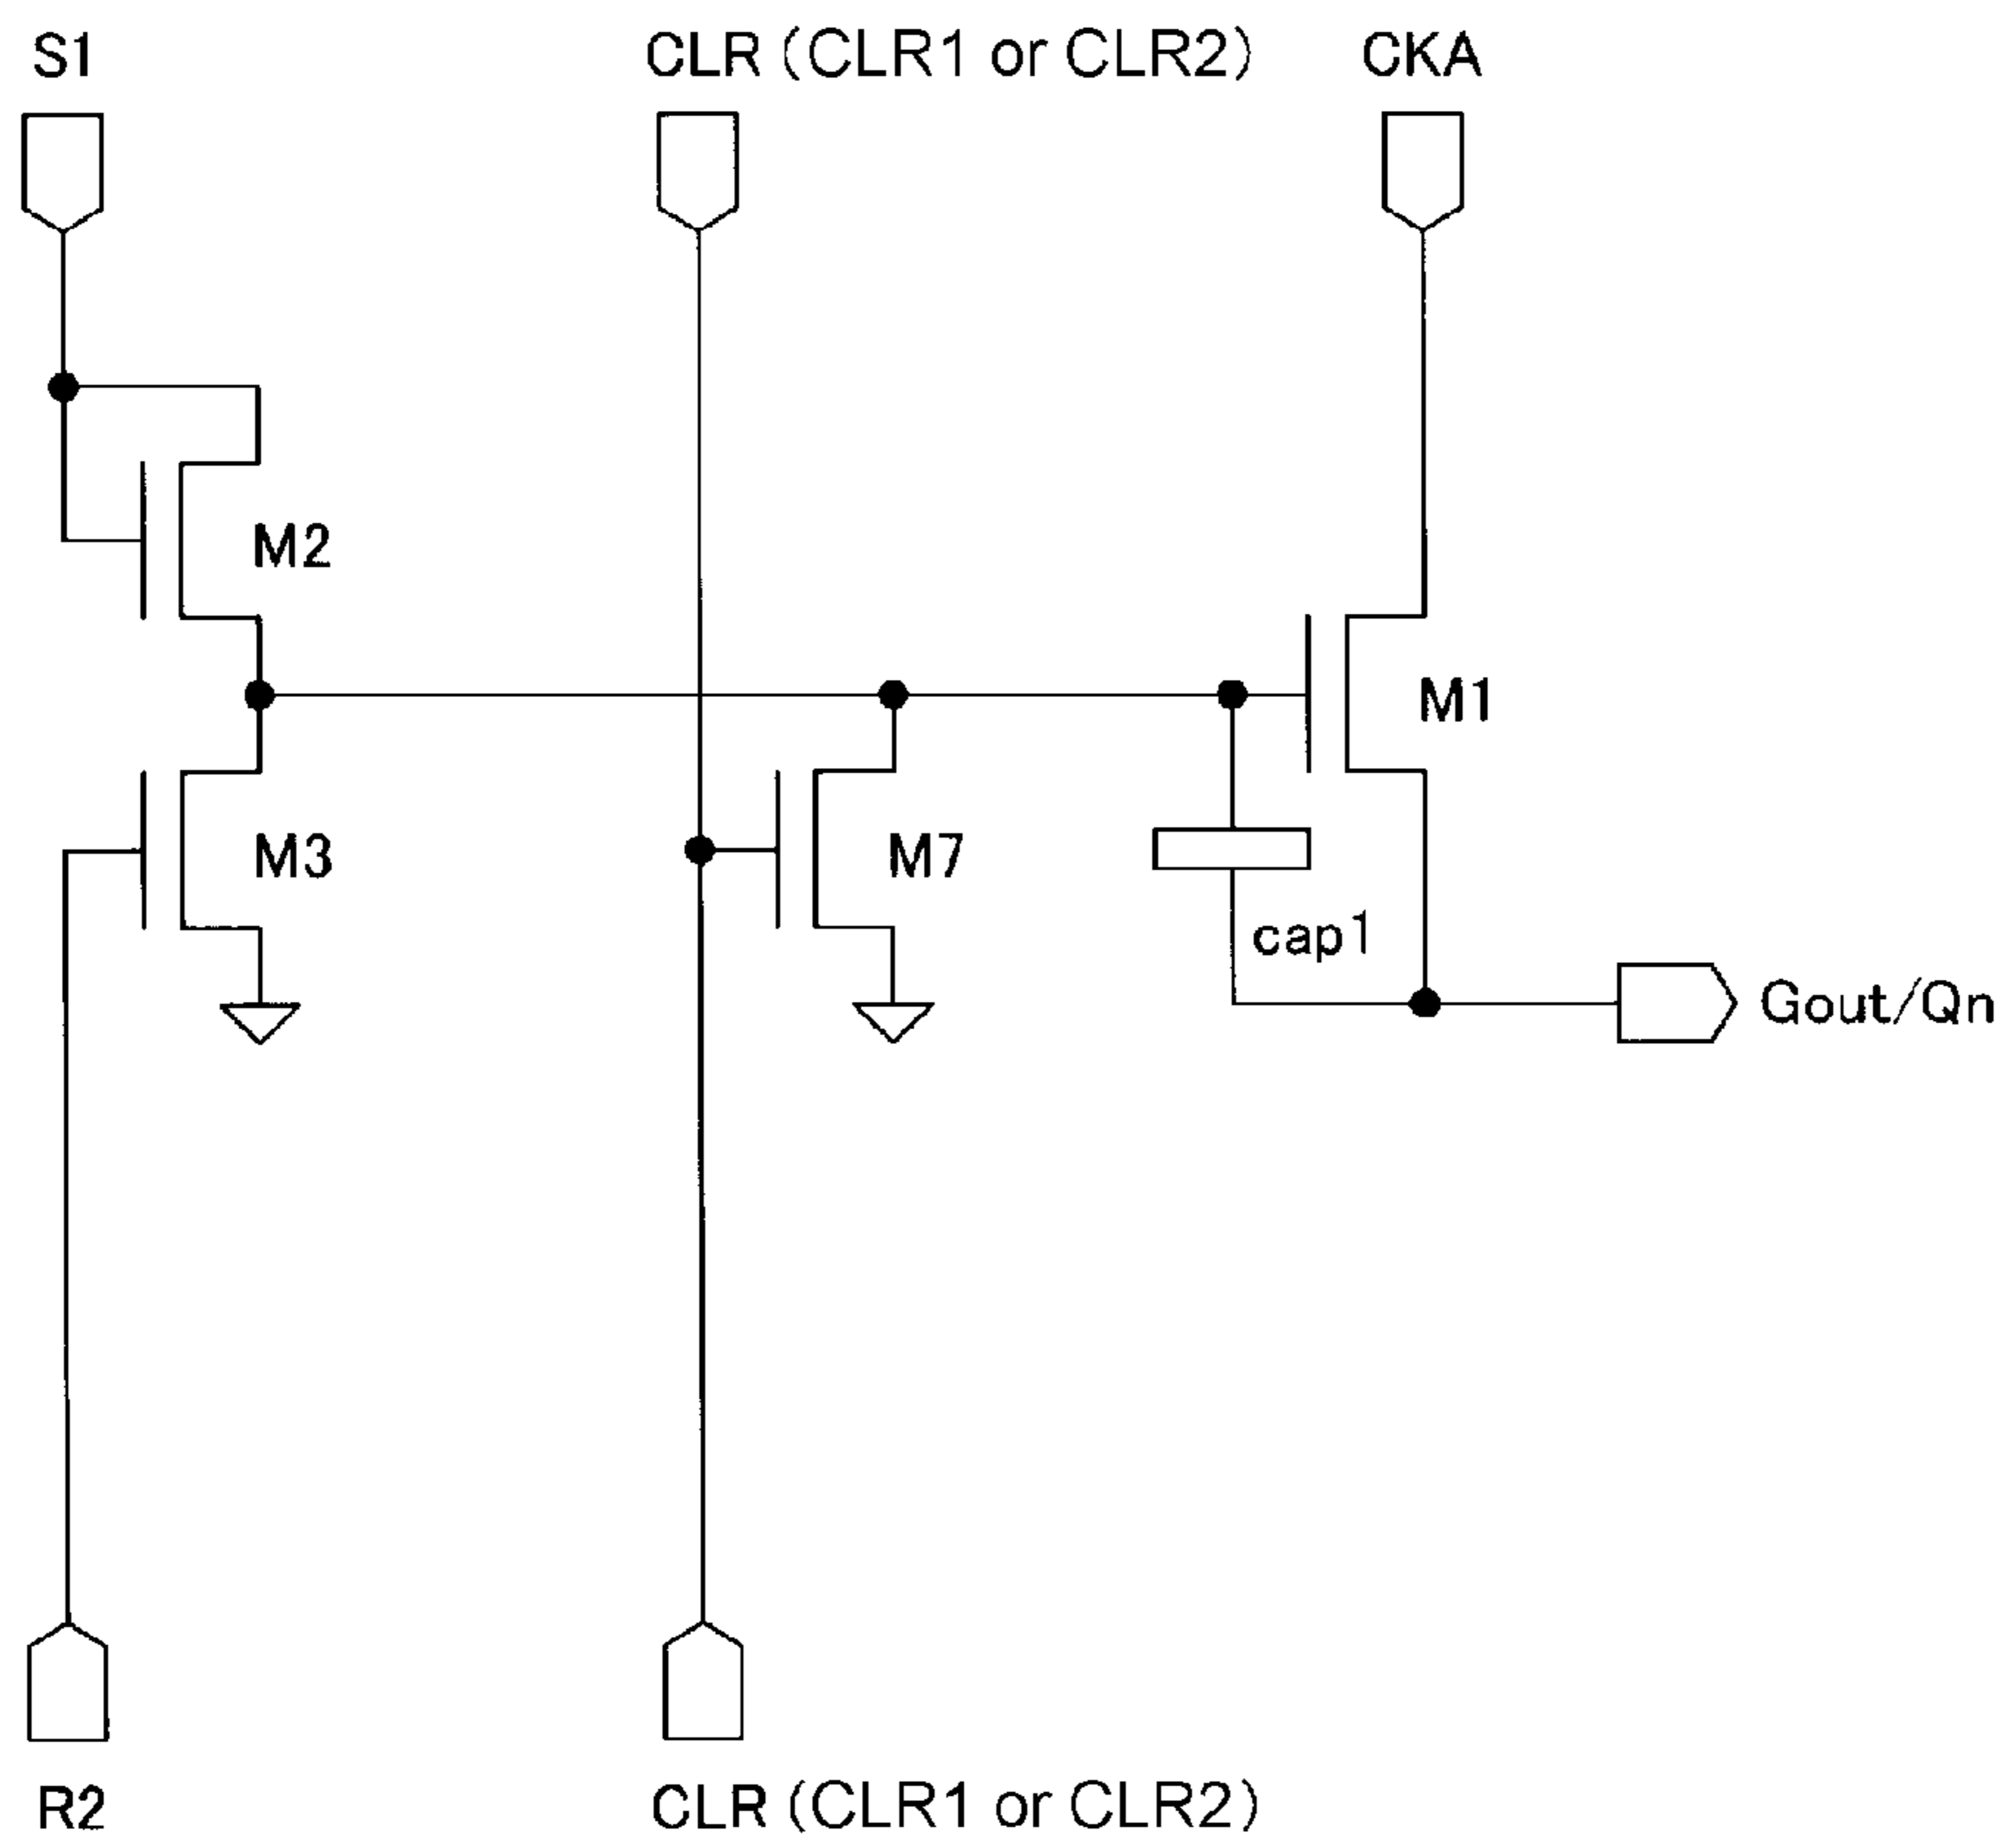 S1
CLR (CLR1 or CLR2)
CKA
M2
M1
M3
M7
cap1
Gout/Qn
R2
CLR (CLR1 or CLR2)